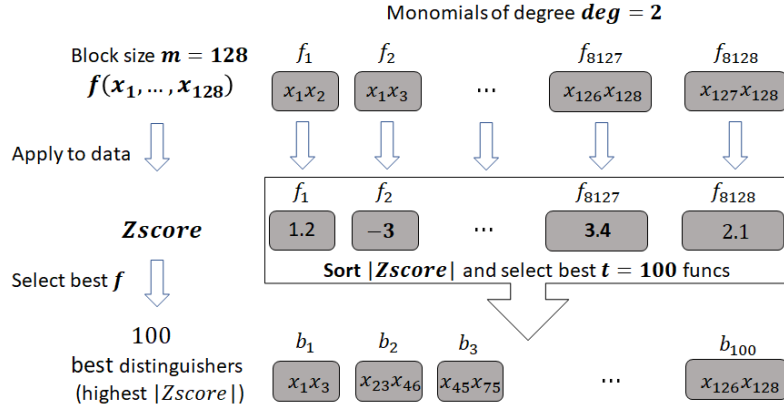 Monomials of degree deg = 2
Block size m = 128
f(x₁, ..., x₁₂₈)
f₁ f₂ f₈₁₂₇ f₈₁₂₈
x₁x₂ x₁x₃ ... x₁₂₆x₁₂₈ x₁₂₇x₁₂₈
Apply to data
f₁ f₂ f₈₁₂₇ f₈₁₂₈
Zscore
1.2 −3 ... 3.4 2.1
Sort |Zscore| and select best t = 100 funcs
Select best f
100
best distinguishers
(highest |Zscore|)
b₁ b₂ b₃ b₁₀₀
x₁x₃ x₂₃x₄₆ x₄₅x₇₅ ... x₁₂₆x₁₂₈